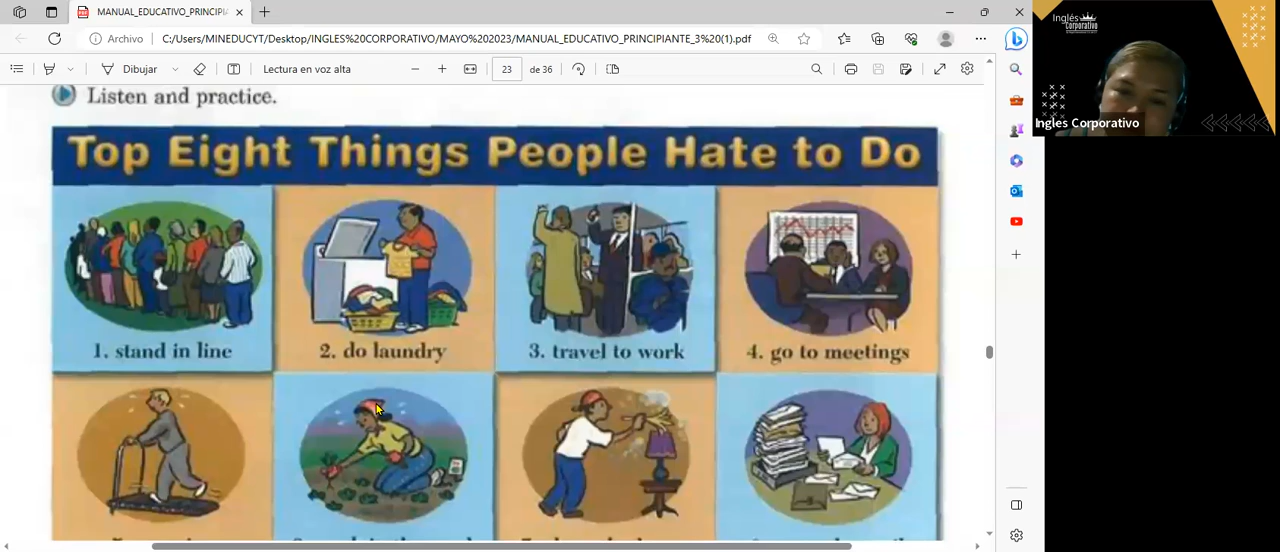 MANUAL_EDUCATIVO_PRINCIPIA
Archivo
C:/Users/MINEDUCYT/Desktop/INGLES%20CORPORATIVO/MAYO%202023/MANUAL_EDUCATIVO_PRINCIPIANTE_3%20(1).pdf
Dibujar
Lectura en voz alta
23
de 36
Inglés
Corporativo
Ingles Corporativo
Listen and practice.
Top Eight Things People Hate to Do
1. stand in line
2. do laundry
3. travel to work
4. go to meetings